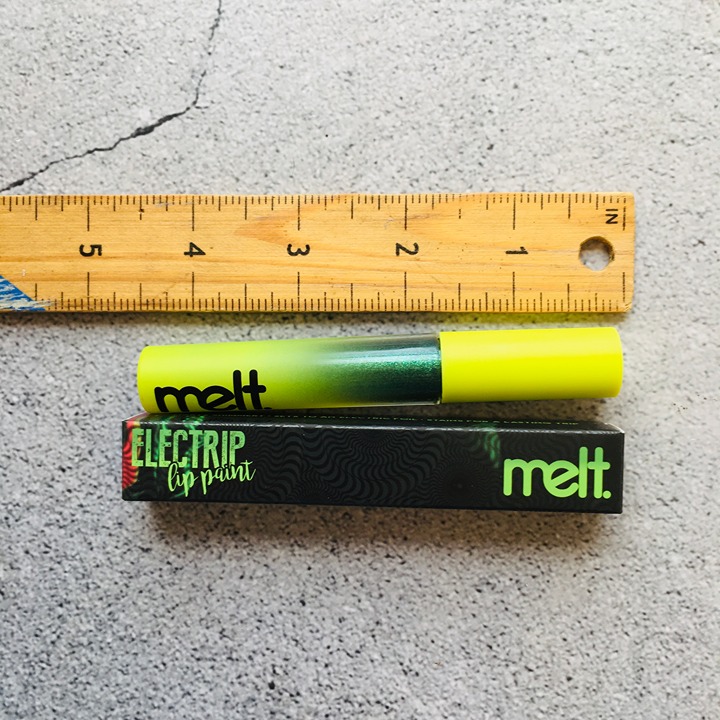 IN
5 4 3 2 1
melt.
ELECTRIP
lip paint
melt.